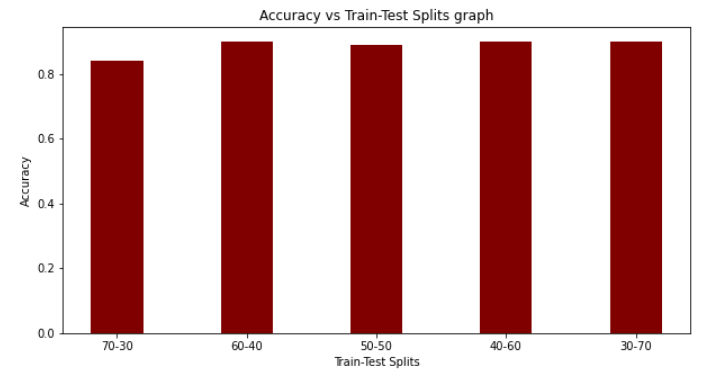 Accuracy vs Train-Test Splits graph
Accuracy
0.8
0.6
0.4
0.2
0.0
70-30 60-40 50-50 40-60 30-70
Train-Test Splits